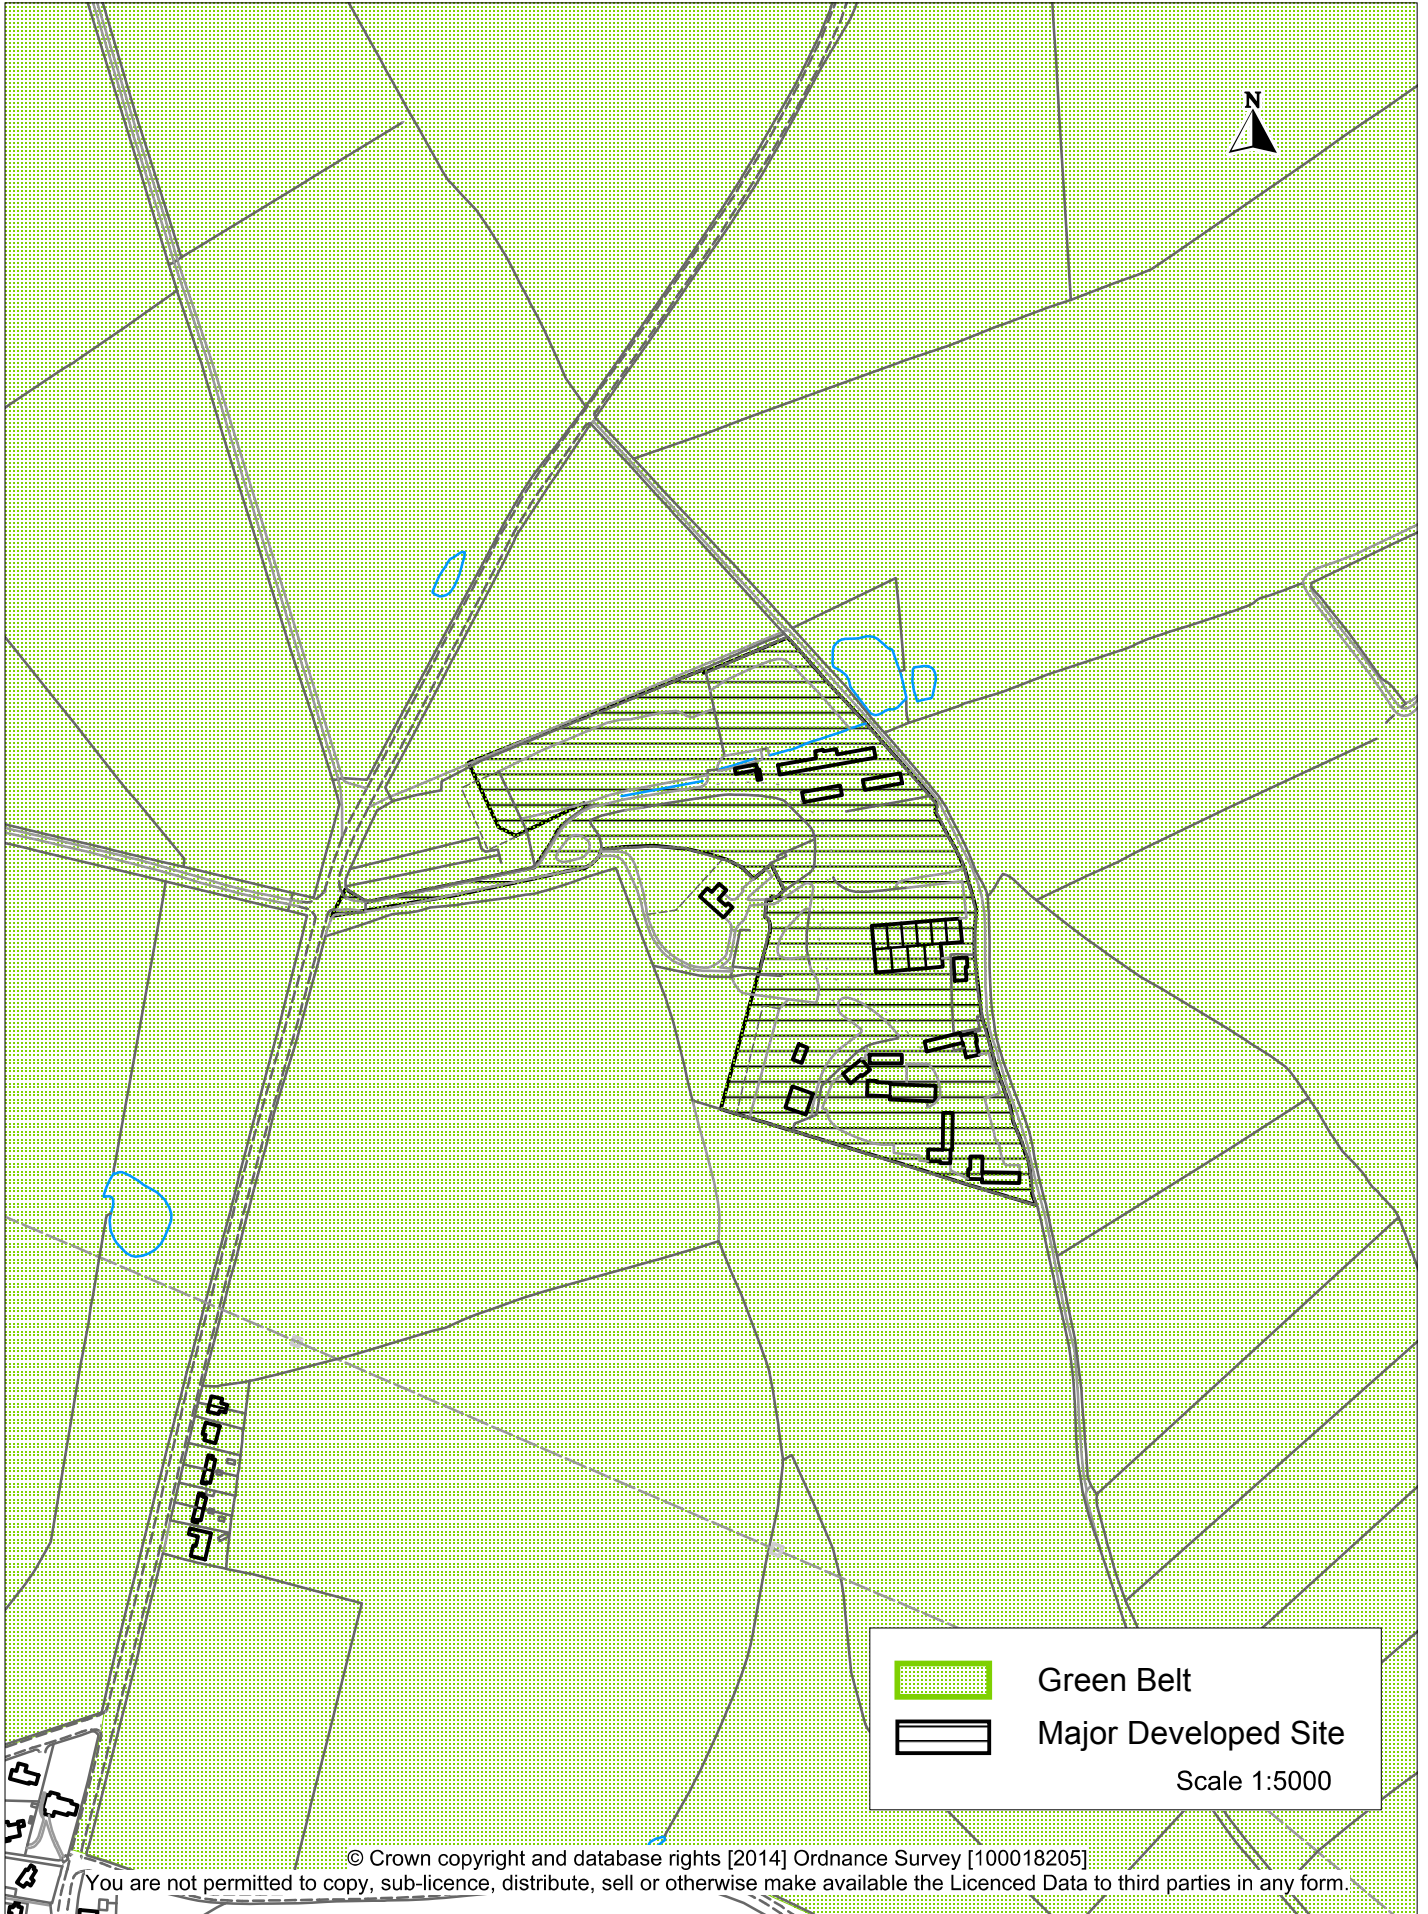 N
Green Belt
Major Developed Site
Scale 1:5000
© Crown copyright and database rights [2014] Ordnance Survey [100018205]
You are not permitted to copy, sub-licence, distribute, sell or otherwise make available the Licenced Data to third parties in any form.